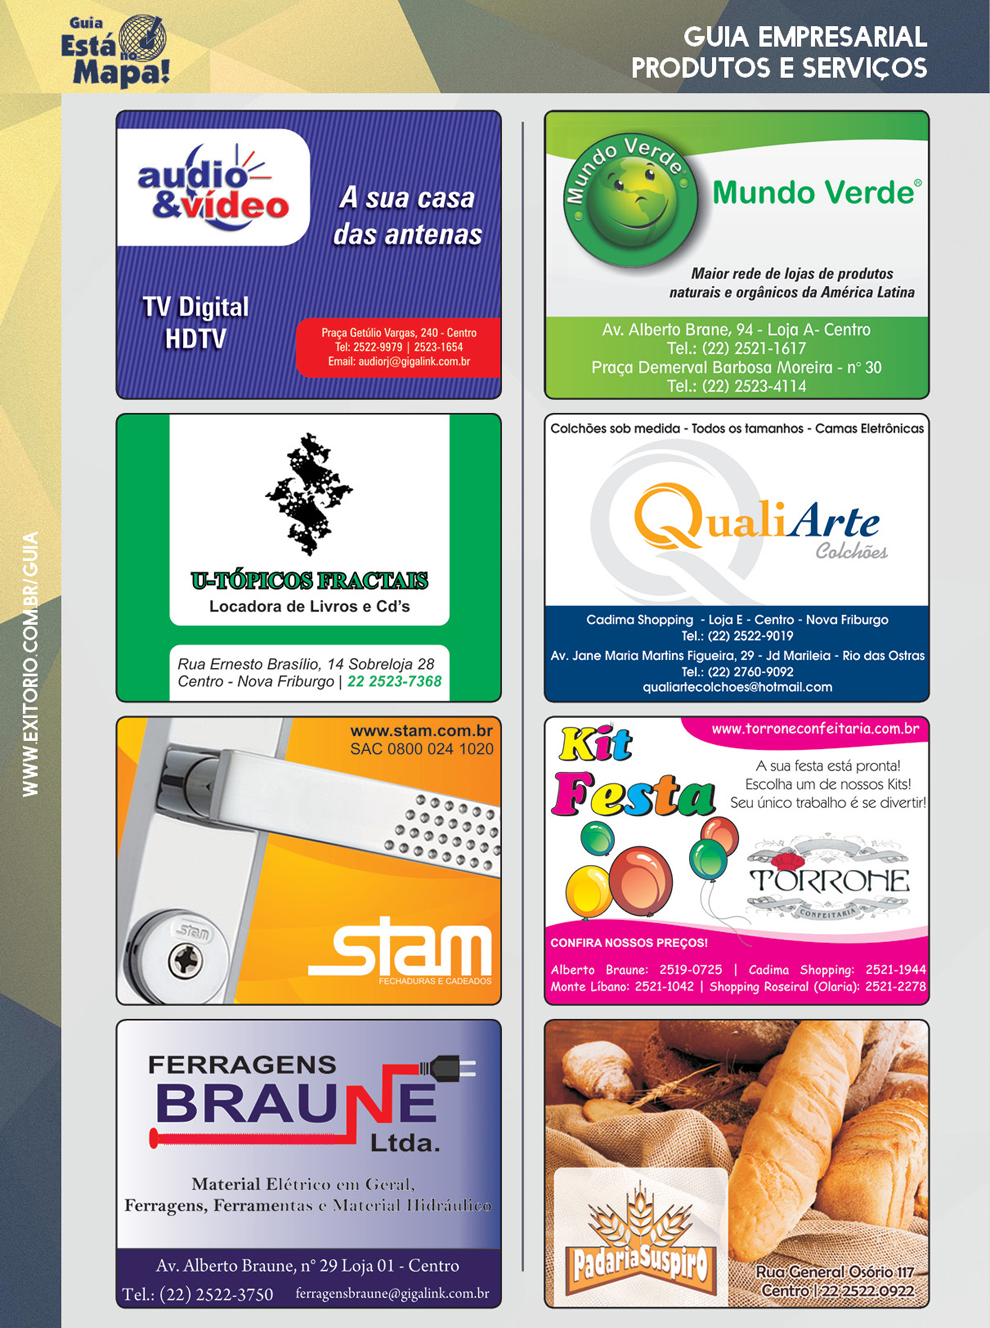 Guia
Está no
Mapa!
GUIA EMPRESARIAL
PRODUTOS E SERVIÇOS
WWW.EXITORIO.COM.BR/GUIA
audio
&vídeo
A sua casa
das antenas
TV Digital
HDTV
Praça Getúlio Vargas, 240 - Centro
Tel: 2522-9979 | 2523-1654
Email: audiorj@gigalink.com.br
Mundo Verde
Mundo Verde®
Maior rede de lojas de produtos
naturais e orgânicos da América Latina
Av. Alberto Brane, 94 - Loja A- Centro
Tel.: (22) 2521-1617
Praça Demerval Barbosa Moreira - n° 30
Tel.: (22) 2523-4114
U-TÓPICOS FRACTAIS
Locadora de Livros e Cd's
Rua Ernesto Brasílio, 14 Sobreloja 28
Centro - Nova Friburgo | 22 2523-7368
Colchões sob medida - Todos os tamanhos - Camas Eletrônicas
QualiArte
Colchões
Cadima Shopping - Loja E - Centro - Nova Friburgo
Tel.: (22) 2522-9019
Av. Jane Maria Martins Figueira, 29 - Jd Marileia - Rio das Ostras
Tel.: (22) 2760-9092
qualiartecolchoes@hotmail.com
www.stam.com.br
SAC 0800 024 1020
stam
stam
FECHADURAS E CADEADOS
www.torroneconfeitaria.com.br
Kit
Festa
A sua festa está pronta!
Escolha um de nossos Kits!
Seu único trabalho é se divertir!
TORRONE
CONFEITARIA
CONFIRA NOSSOS PREÇOS!
Alberto Braune: 2519-0725 | Cadima Shopping: 2521-1944
Monte Líbano: 2521-1042 | Shopping Roseiral (Olaria): 2521-2278
FERRAGENS
BRAUNE
Ltda.
Material Elétrico em Geral,
Ferragens, Ferramentas e Material Hidráulico
Av. Alberto Braune, n° 29 Loja 01 - Centro
Tel.: (22) 2522-3750 ferragensbraune@gigalink.com.br
Padaria Suspiro
Rua General Osório 117
Centro | 22 2522.0922